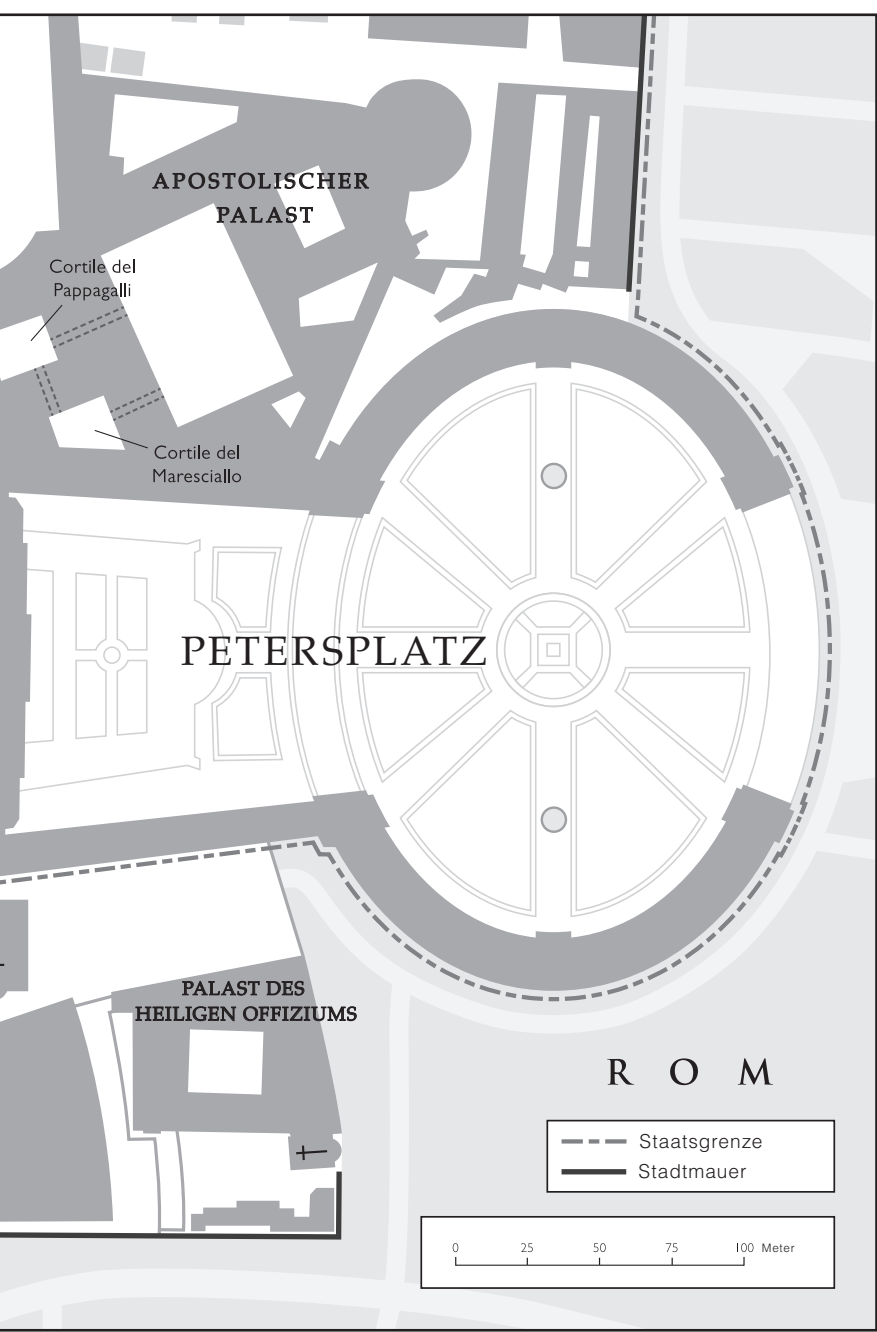 APOSTOLISCHER
PALAST
Cortile del
Pappagalli
Cortile del
Maresciallo
PETERSPLATZ
PALAST DES
HEILIGEN OFFIZIUMS
ROM
Staatsgrenze
Stadtmauer
0 25 50 75 100 Meter